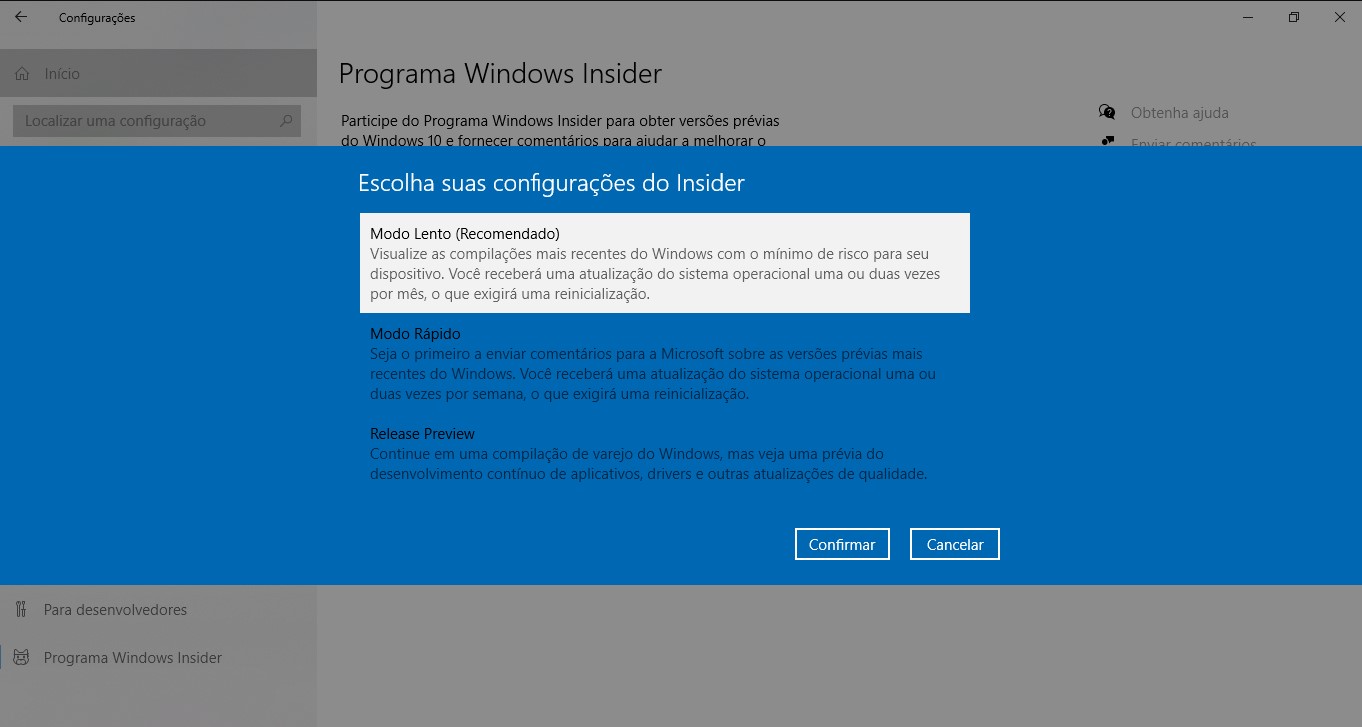 Configurações
Início
Localizar uma configuração
Programa Windows Insider
Participe do Programa Windows Insider para obter versões prévias
do Windows 10 e fornecer comentários para ajudar a melhorar o
Obtenha ajuda
Enviar comentários
Escolha suas configurações do Insider
Modo Lento (Recomendado)
Visualize as compilações mais recentes do Windows com o mínimo de risco para seu
dispositivo. Você receberá uma atualização do sistema operacional uma ou duas vezes
por mês, o que exigirá uma reinicialização.
Modo Rápido
Seja o primeiro a enviar comentários para a Microsoft sobre as versões prévias mais
recentes do Windows. Você receberá uma atualização do sistema operacional uma ou
duas vezes por semana, o que exigirá uma reinicialização.
Release Preview
Continue em uma compilação de varejo do Windows, mas veja uma prévia do
desenvolvimento contínuo de aplicativos, drivers e outras atualizações de qualidade.
Confirmar
Cancelar
Para desenvolvedores
Programa Windows Insider